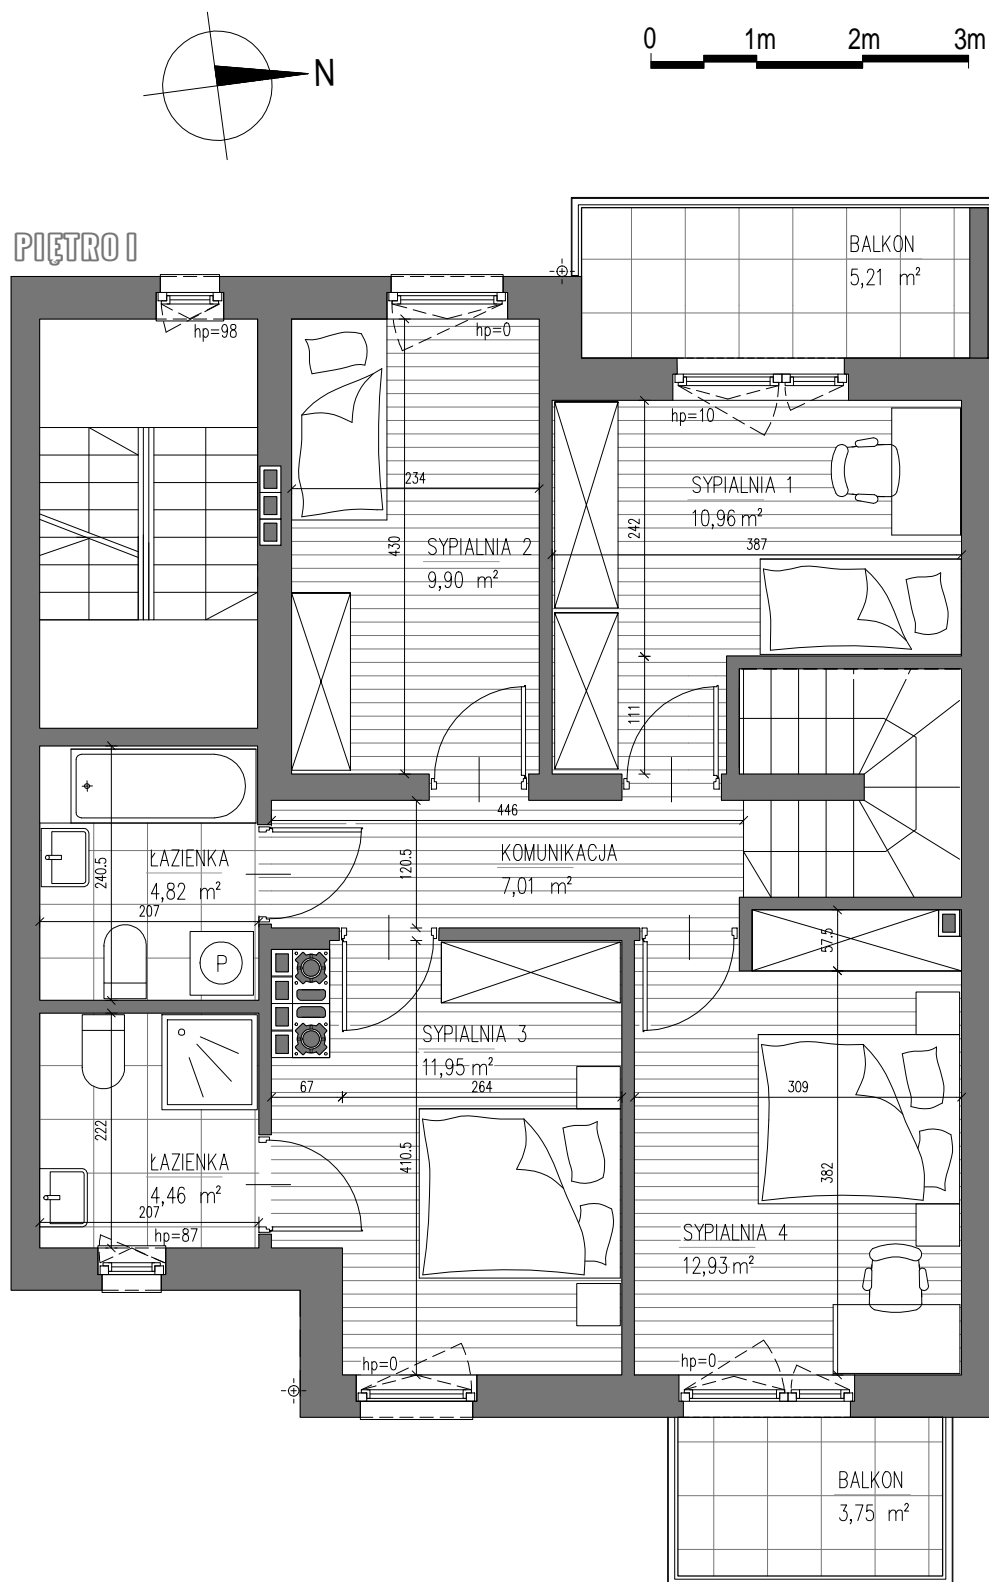 N
0 1m 2m 3m
PIĘTRO I
BALKON
5,21 m²
hp=98
hp=0
hp=10
234
SYPIALNIA 1
10,96 m²
242
430
SYPIALNIA 2
9,90 m²
387
111
446
ŁAZIENKA
4,82 m²
240.5
207
P
120.5
KOMUNIKACJA
7,01 m²
57.5
SYPIALNIA 3
11,95 m²
67
264
309
222
410.5
382
ŁAZIENKA
4,46 m²
207
hp=87
SYPIALNIA 4
12,93 m²
hp=0
hp=0
BALKON
3,75 m²